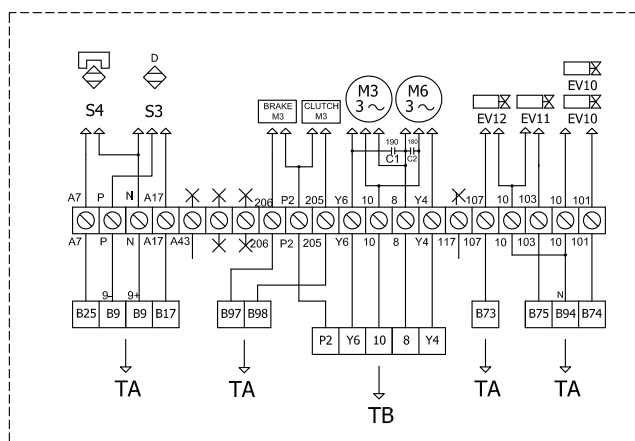 EV10
D
S4 S3
BRAKE M3
CLUTCH M3
M3 3~
M6 3~
EV12 EV11 EV10
190 C1
180 C2
A7 P N A17 206 P2 205 Y6 10 8 Y4 107 10 103 10 101
A7 P N A17 A43 206 P2 205 Y6 10 8 Y4 117 107 10 103 10 101
9- 9+ N
B25 B9 B9 B17 B97 B98 B73 B75 B94 B74
P2 Y6 10 8 Y4
TA TA TA TA
TB